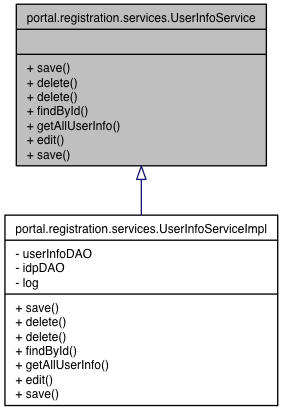 portal.registration.services.UserInfoService
+ save()
+ delete()
+ delete()
+ findById()
+ getAllUserInfo()
+ edit()
+ save()
portal.registration.services.UserInfoServiceImpl
- userInfoDAO
- idpDAO
- log
+ save()
+ delete()
+ delete()
+ findById()
+ getAllUserInfo()
+ edit()
+ save()